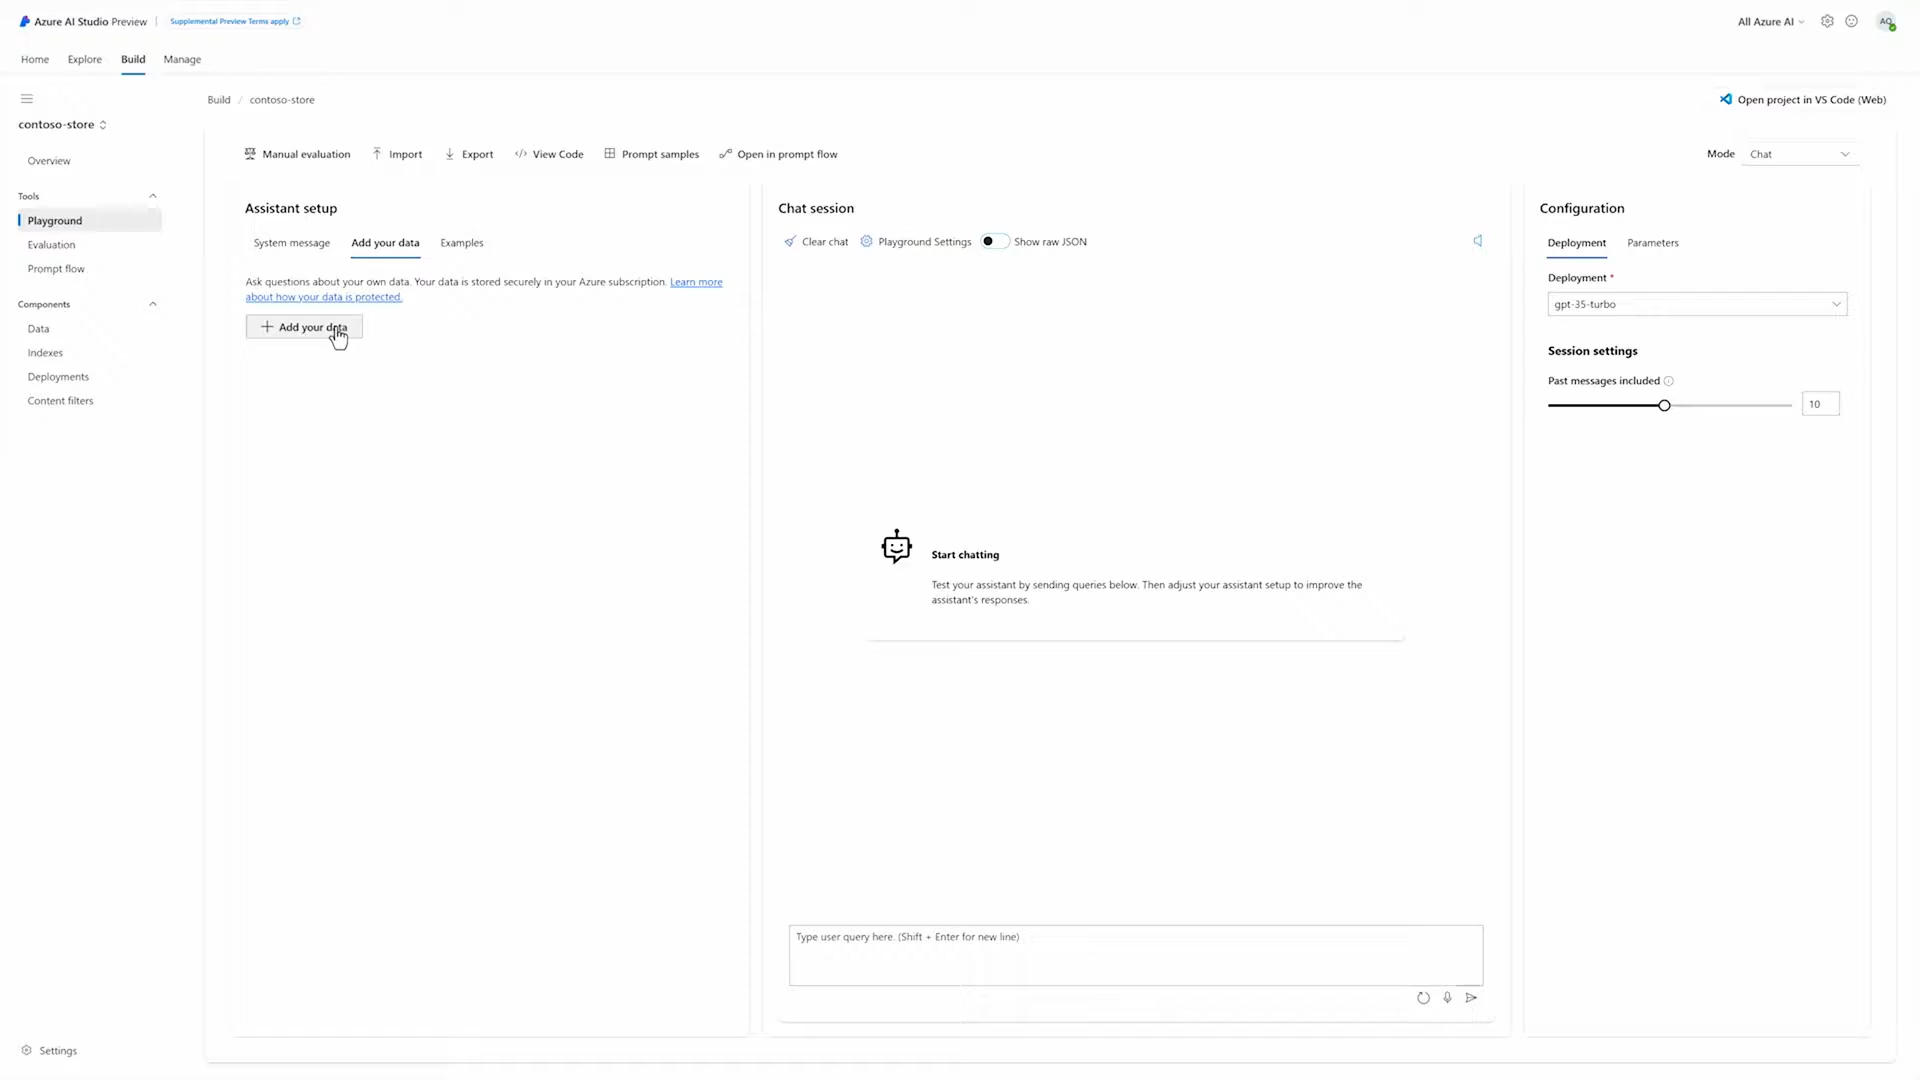 Azure AI Studio Preview
Supplemental Preview Terms apply
All Azure AI
AO
Home
Explore
Build
Manage
contoso-store
Overview
Tools
Playground
Evaluation
Prompt flow
Components
Data
Indexes
Deployments
Content filters
Settings
Build / contoso-store
Open project in VS Code (Web)
Manual evaluation
Import
Export
View Code
Prompt samples
Open in prompt flow
Mode
Chat
Assistant setup
System message
Add your data
Examples
Ask questions about your own data. Your data is stored securely in your Azure subscription. Learn more
about how your data is protected.
Add your data
Chat session
Clear chat
Playground Settings
Show raw JSON
Start chatting
Test your assistant by sending queries below. Then adjust your assistant setup to improve the
assistant's responses.
Type user query here. (Shift + Enter for new line)
Configuration
Deployment
Parameters
Deployment *
gpt-35-turbo
Session settings
Past messages included
10